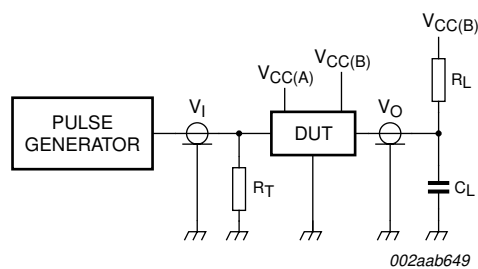 VCC(B)
VCC(B)
VCC(A)
RL
VI
VO
PULSE
GENERATOR
DUT
RT
CL
002aab649